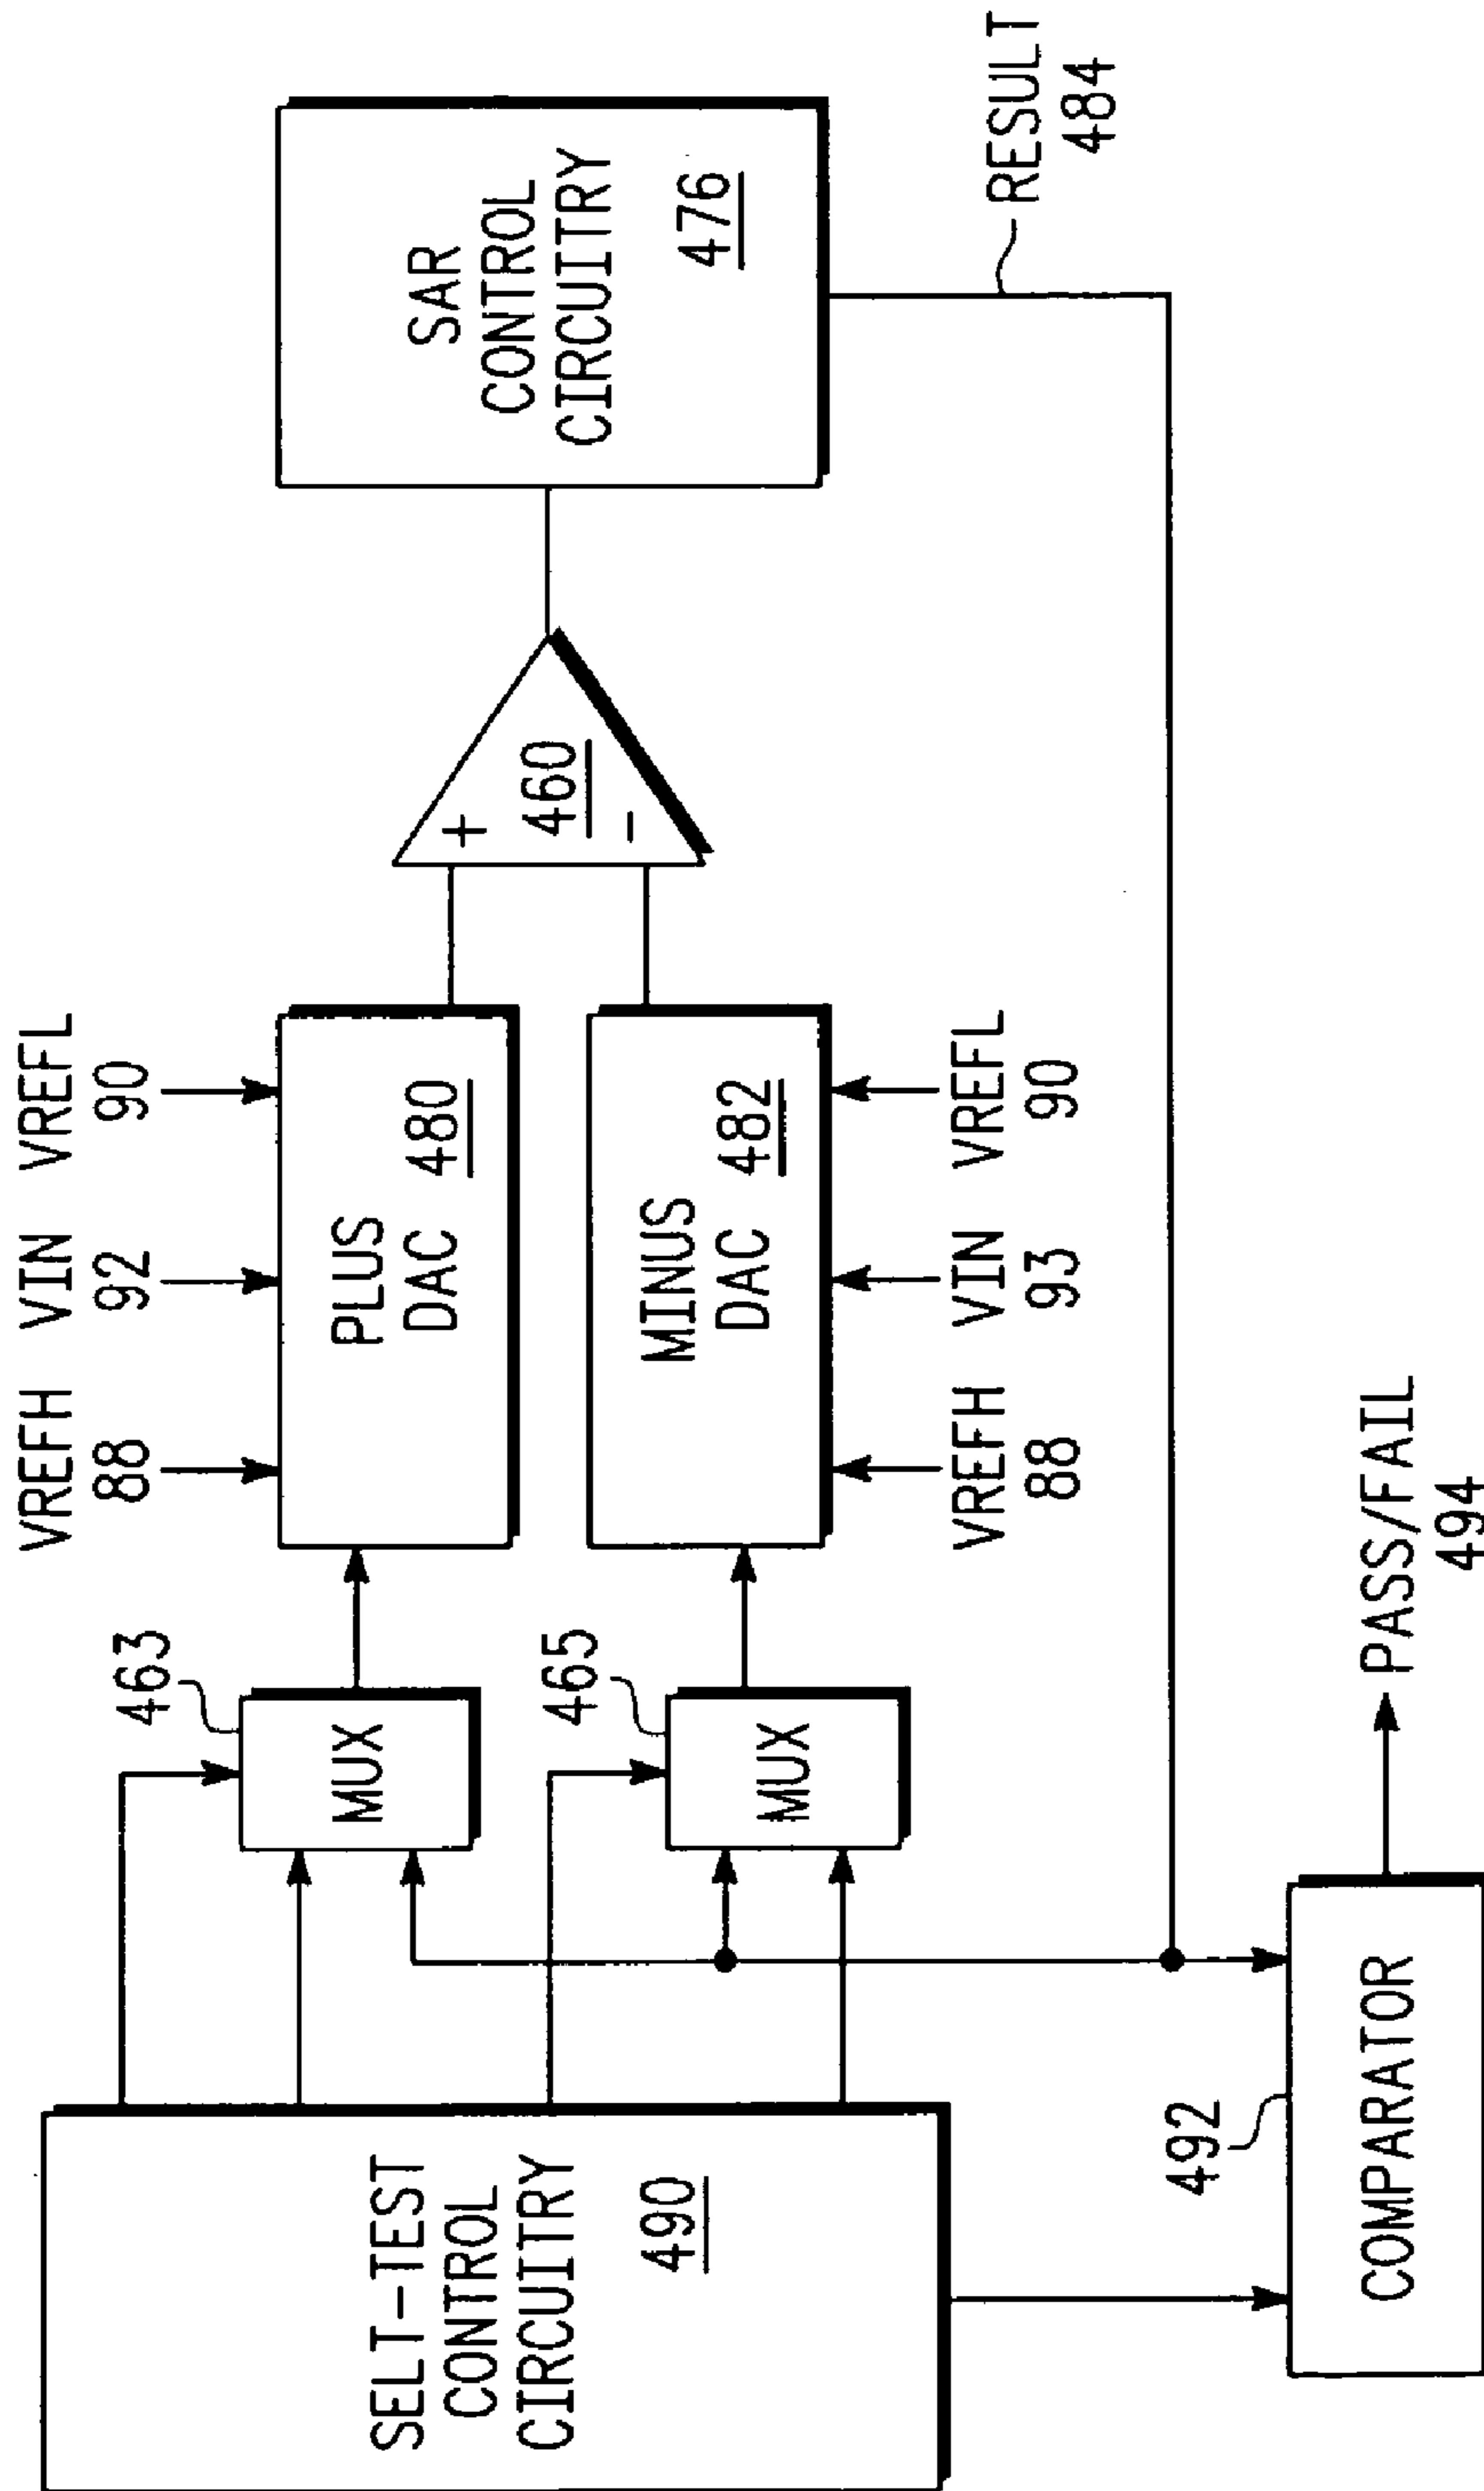 SELT-TEST
CONTROL
CIRCUITRY
490
463
MUX
465
MUX
VREFH
88
VIN
92
VREFL
90
PLUS
DAC 480
MINUS
DAC 482
VREFH
88
VIN
93
VREFL
90
+
460
-
SAR
CONTROL
CIRCUITRY
476
RESULT
484
492
COMPARATOR
PASS/FAIL
494